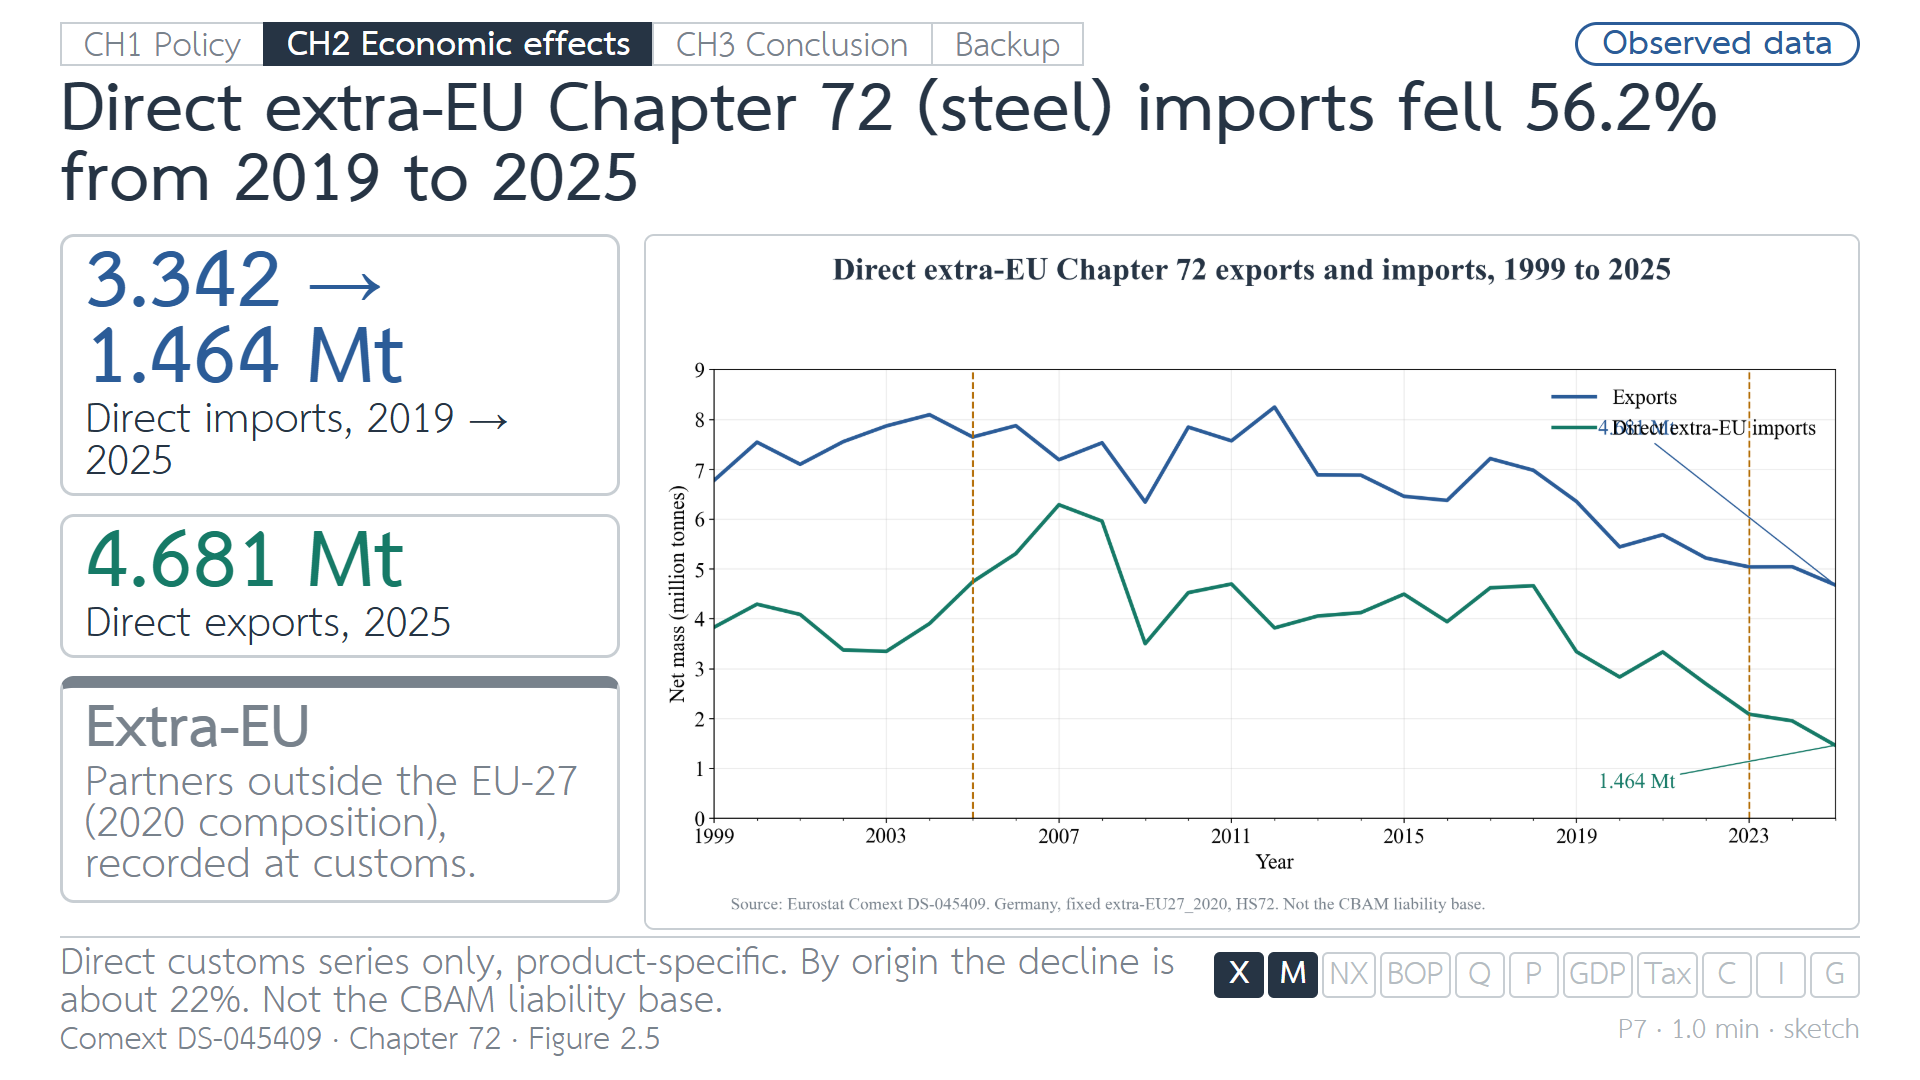 CH1 Policy
CH2 Economic effects
CH3 Conclusion
Backup
Observed data
Direct extra-EU Chapter 72 (steel) imports fell 56.2%
from 2019 to 2025
3.342 →
1.464 Mt
Direct imports, 2019 →
2025
4.681 Mt
Direct exports, 2025
Extra-EU
Partners outside the EU-27
(2020 composition),
recorded at customs.
Direct extra-EU Chapter 72 exports and imports, 1999 to 2025
Exports
Direct extra-EU imports
4.681 Mt
1.464 Mt
Net mass (million tonnes)
9
8
7
6
5
4
3
2
1
0
1999
2003
2007
2011
2015
2019
2023
Year
Source: Eurostat Comext DS-045409. Germany, fixed extra-EU27_2020, HS72. Not the CBAM liability base.
Direct customs series only, product-specific. By origin the decline is
about 22%. Not the CBAM liability base.
Comext DS-045409 · Chapter 72 · Figure 2.5
X
M
NX
BOP
Q
P
GDP
Tax
C
I
G
P7 · 1.0 min · sketch